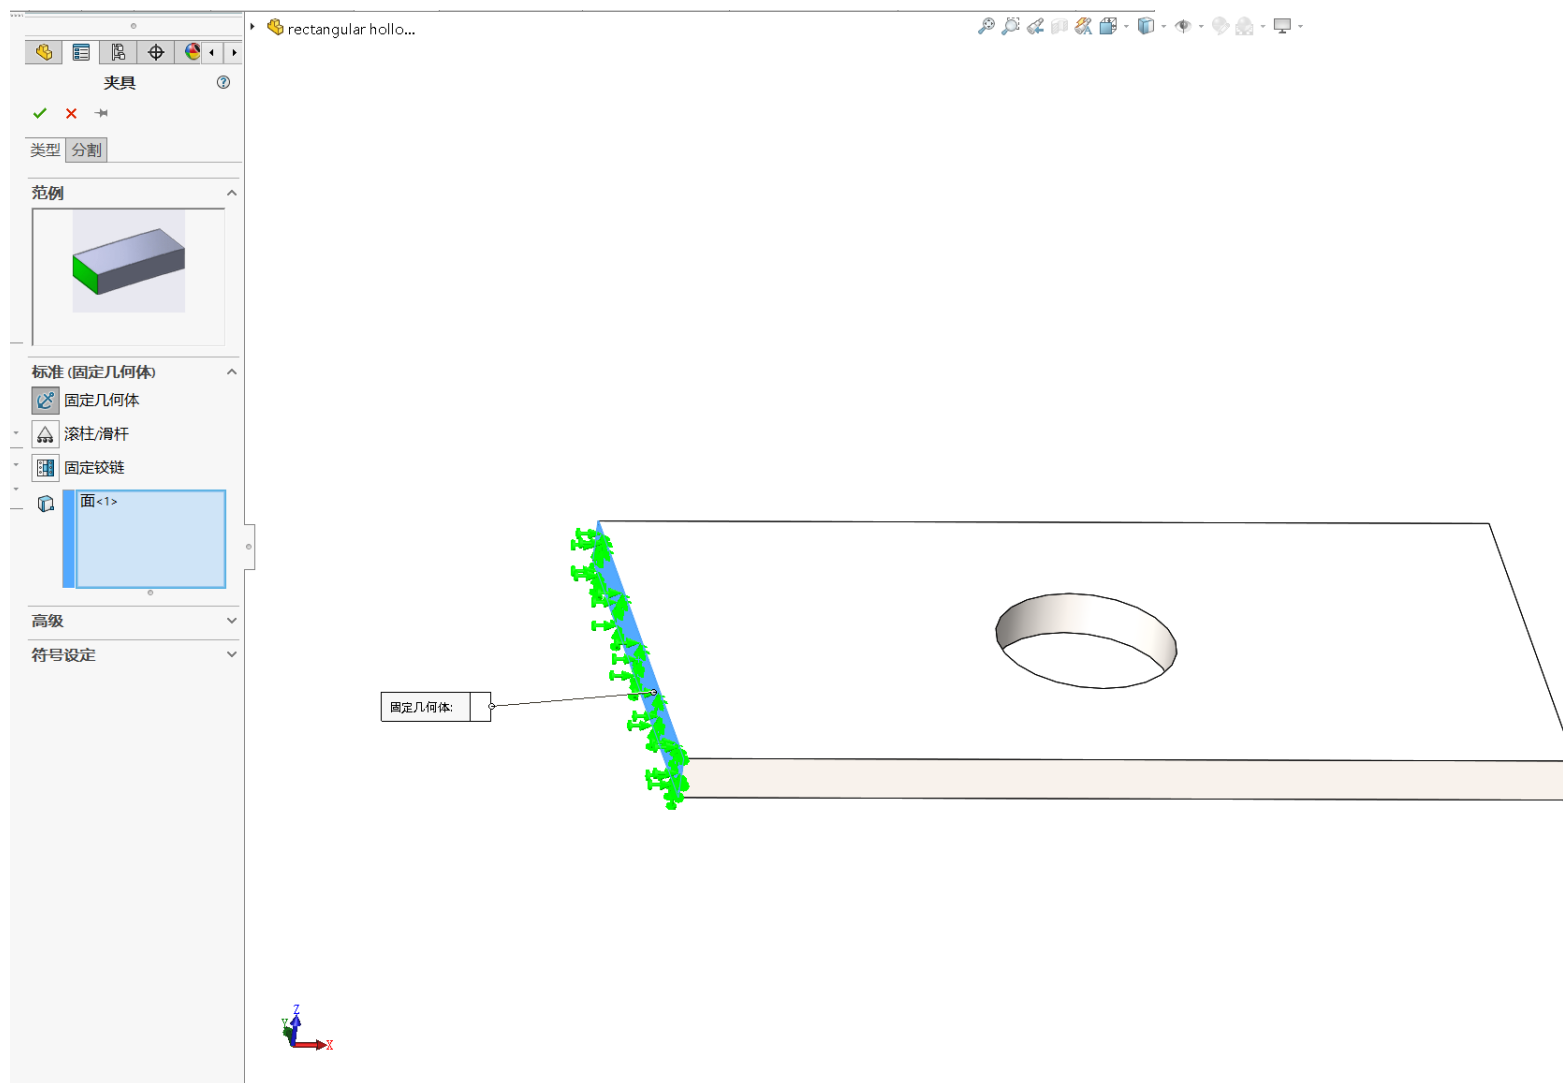 rectangular hollo...
夹具
类型 分割
范例
标准 (固定几何体)
固定几何体
滚柱/滑杆
固定铰链
面<1>
高级
符号设定
固定几何体:
Z
Y
X